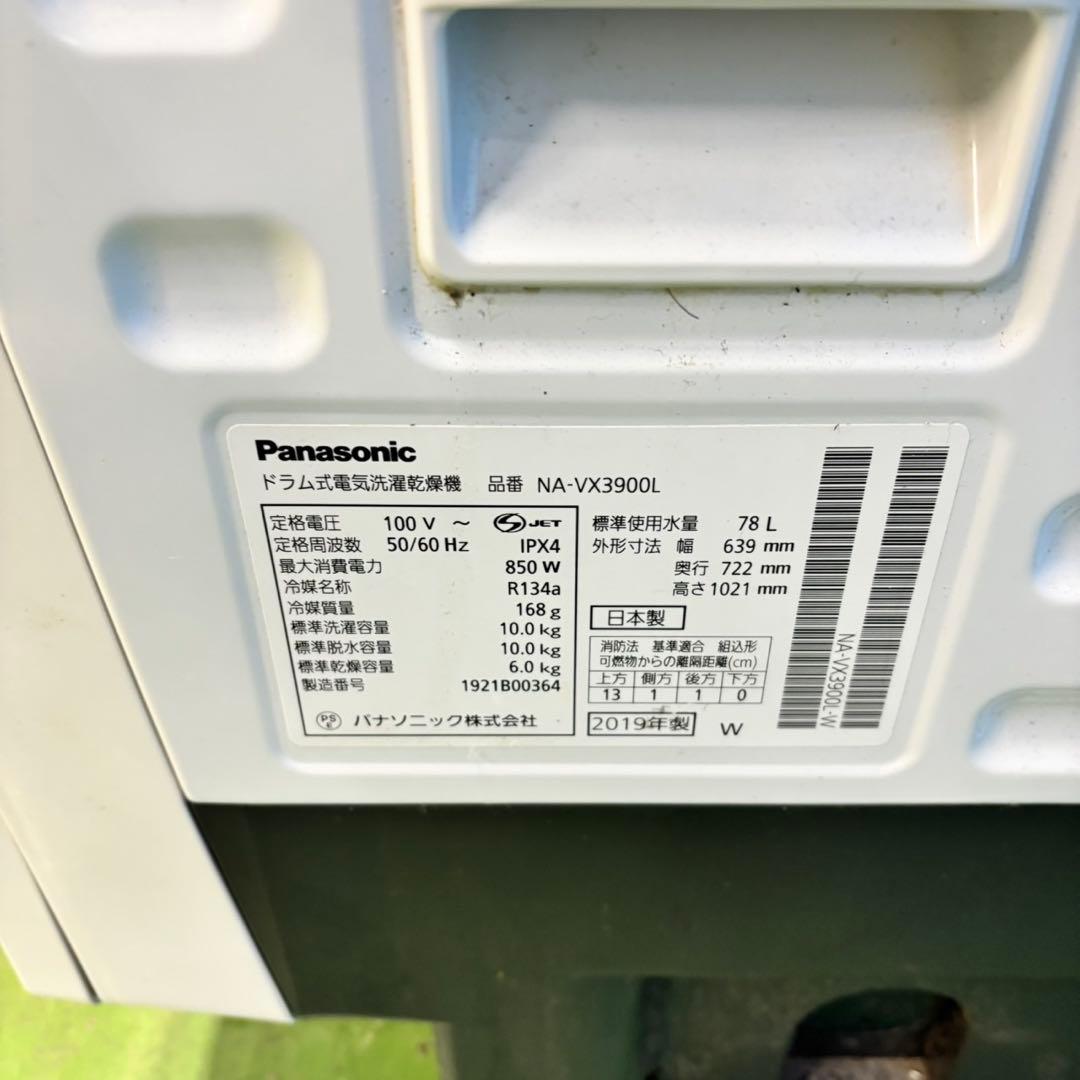 Panasonic
ドラム式電気洗濯乾燥機 品番 NA-VX3900L
定格電圧 100 V ～ JET
定格周波数 50/60 Hz IPX4
最大消費電力 850 W
冷媒名称 R134a
冷媒質量 168 g
標準洗濯容量 10.0 kg
標準脱水容量 10.0 kg
標準乾燥容量 6.0 kg
製造番号 1921B00364
PS E パナソニック株式会社
標準使用水量 78 L
外形寸法 幅 639 mm
奥行 722 mm
高さ 1021 mm
日本製
消防法 基準適合 組込形
可燃物からの離隔距離(cm)
上方 側方 後方 下方
13 1 1 0
2019年製 W
NA-VX3900L-W